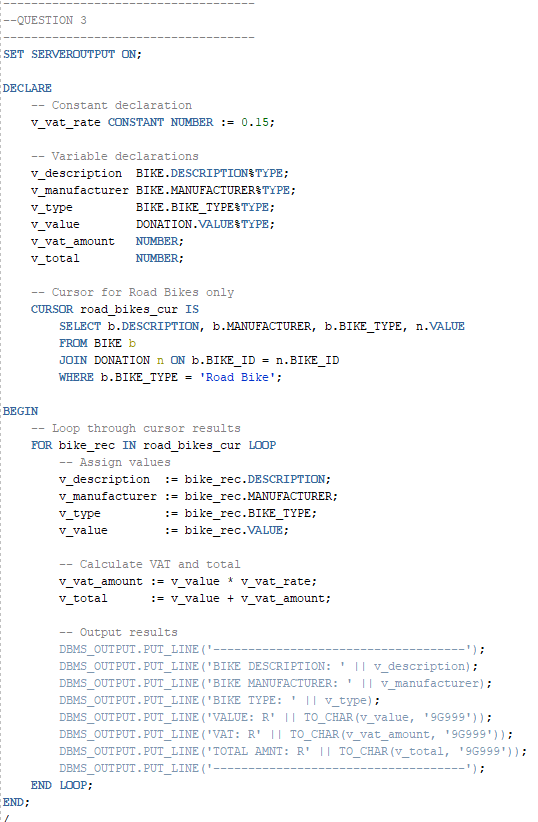 ------------------------------------
--QUESTION 3
------------------------------------
SET SERVEROUTPUT ON;

DECLARE
    -- Constant declaration
    v_vat_rate CONSTANT NUMBER := 0.15;

    -- Variable declarations
    v_description  BIKE.DESCRIPTION%TYPE;
    v_manufacturer BIKE.MANUFACTURER%TYPE;
    v_type         BIKE.BIKE_TYPE%TYPE;
    v_value        DONATION.VALUE%TYPE;
    v_vat_amount   NUMBER;
    v_total        NUMBER;

    -- Cursor for Road Bikes only
    CURSOR road_bikes_cur IS
        SELECT b.DESCRIPTION, b.MANUFACTURER, b.BIKE_TYPE, n.VALUE
        FROM BIKE b
        JOIN DONATION n ON b.BIKE_ID = n.BIKE_ID
        WHERE b.BIKE_TYPE = 'Road Bike';

BEGIN
    -- Loop through cursor results
    FOR bike_rec IN road_bikes_cur LOOP
        -- Assign values
        v_description  := bike_rec.DESCRIPTION;
        v_manufacturer := bike_rec.MANUFACTURER;
        v_type         := bike_rec.BIKE_TYPE;
        v_value        := bike_rec.VALUE;

        -- Calculate VAT and total
        v_vat_amount := v_value * v_vat_rate;
        v_total      := v_value + v_vat_amount;

        -- Output results
        DBMS_OUTPUT.PUT_LINE('------------------------------------');
        DBMS_OUTPUT.PUT_LINE('BIKE DESCRIPTION: ' || v_description);
        DBMS_OUTPUT.PUT_LINE('BIKE MANUFACTURER: ' || v_manufacturer);
        DBMS_OUTPUT.PUT_LINE('BIKE TYPE: ' || v_type);
        DBMS_OUTPUT.PUT_LINE('VALUE: R' || TO_CHAR(v_value, '9G999'));
        DBMS_OUTPUT.PUT_LINE('VAT: R' || TO_CHAR(v_vat_amount, '9G999'));
        DBMS_OUTPUT.PUT_LINE('TOTAL AMNT: R' || TO_CHAR(v_total, '9G999'));
        DBMS_OUTPUT.PUT_LINE('------------------------------------');
    END LOOP;
END;
/